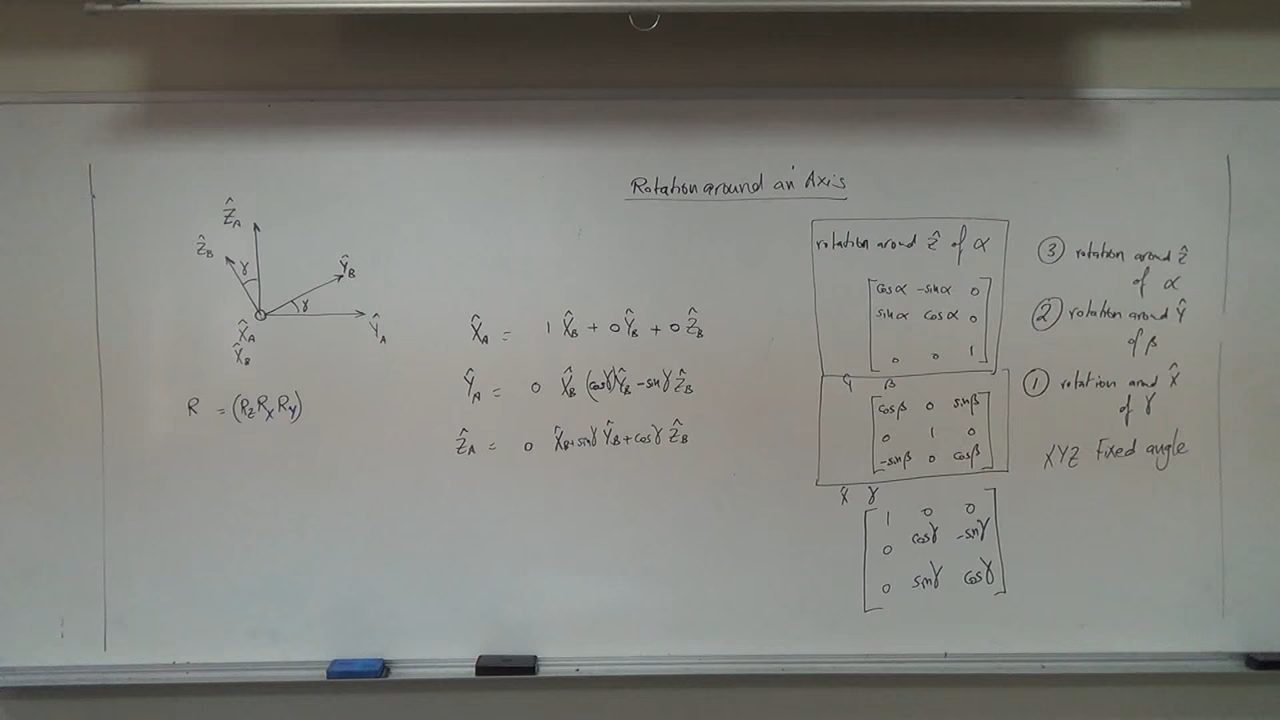 Rotation around an Axis
Ẑ_A
Ẑ_B
γ
Ŷ_B
γ
Ŷ_A
X̂_A
X̂_B
R = (R_Z R_X R_Y)
X̂_A = 1 X̂_B + 0 Ŷ_B + 0 Ẑ_B
Ŷ_A = 0 X̂_B (cosγ)Ŷ_B - sinγ Ẑ_B
Ẑ_A = 0 X̂_B + sinγ Ŷ_B + cosγ Ẑ_B
rotation around ẑ of α
cosα -sinα 0
sinα cosα 0
0 0 1
Ŷ β
cosβ 0 sinβ
0 1 0
-sinβ 0 cosβ
X̂ γ
1 0 0
0 cosγ -sinγ
0 sinγ cosγ
③ rotation around ẑ
of α
② rotation around Ŷ
of β
① rotation around X̂
of γ
XYZ Fixed angle